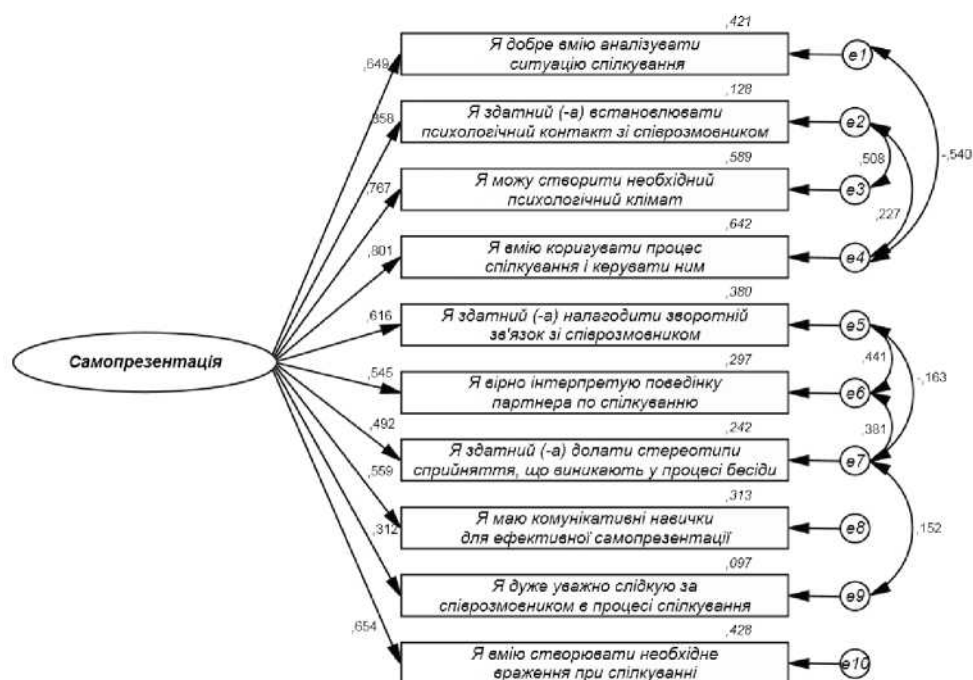 ,421
Я добре вмію аналізувати
ситуацію спілкування
e1
,649
,128
Я здатний (-а) встановлювати
психологічний контакт зі співрозмовником
e2
,358
,508
-,540
,589
Я можу створити необхідний
психологічний клімат
e3
,767
,227
,642
Я вмію коригувати процес
спілкування і керувати ним
e4
,801
,380
Я здатний (-а) налагодити зворотній
зв'язок зі співрозмовником
e5
,616
Самопрезентація
,441
-,163
,297
Я вірно інтерпретую поведінку
партнера по спілкуванню
e6
,545
,381
,242
Я здатний (-а) долати стереотипи
сприйняття, що виникають у процесі бесіди
e7
,492
,559
,313
Я маю комунікативні навички
для ефективної самопрезентації
e8
,312
,152
,097
Я дуже уважно слідкую за
співрозмовником в процесі спілкування
e9
,654
,428
Я вмію створювати необхідне
враження при спілкуванні
e10